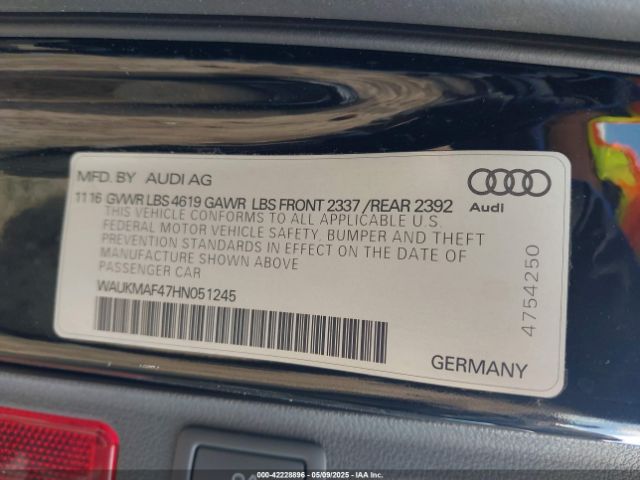 MFD. BY AUDI AG
11 16 GVWR LBS 4619 GAWR LBS FRONT 2337 /REAR 2392
THIS VEHICLE CONFORMS TO ALL APPLICABLE U.S.
FEDERAL MOTOR VEHICLE SAFETY, BUMPER AND THEFT
PREVENTION STANDARDS IN EFFECT ON THE DATE OF
MANUFACTURE SHOWN ABOVE
PASSENGER CAR
WAUKMAF47HN051245
Audi
4754250
GERMANY
000-42228896 - 05/09/2025 - IAAI.COM